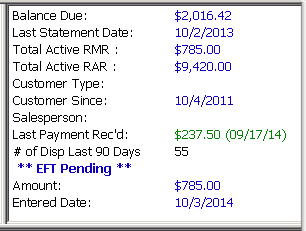 Balance Due: $2,016.42
Last Statement Date: 10/2/2013
Total Active RMR : $785.00
Total Active RAR : $9,420.00
Customer Type:
Customer Since: 10/4/2011
Salesperson:
Last Payment Rec'd: $237.50 (09/17/14)
# of Disp Last 90 Days 55
** EFT Pending **
Amount: $785.00
Entered Date: 10/3/2014